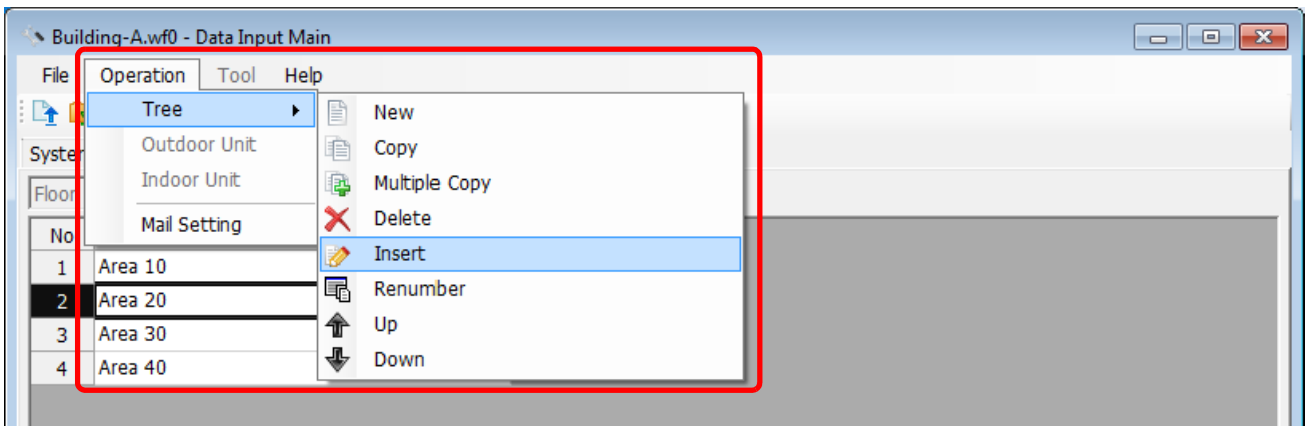 Building-A.wf0 - Data Input Main
File Operation Tool Help
Tree New
Outdoor Unit Copy
Indoor Unit Multiple Copy
Mail Setting Delete
Insert
Renumber
Up
Down
Syster
Floor
No
1 Area 10
2 Area 20
3 Area 30
4 Area 40